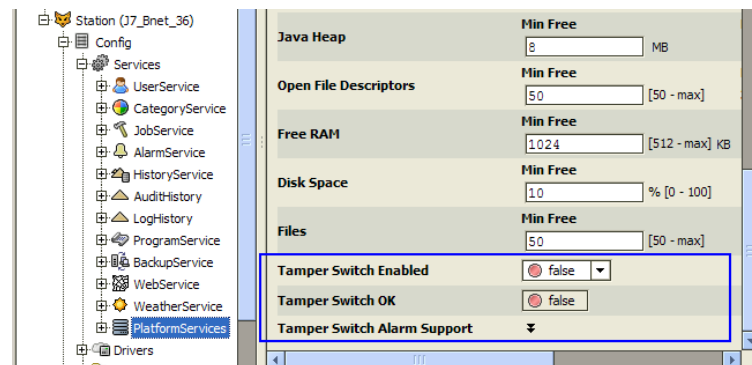 Station (J7_Bnet_36)
Config
Services
UserService
CategoryService
JobService
AlarmService
HistoryService
AuditHistory
LogHistory
ProgramService
BackupService
WebService
WeatherService
PlatformServices
Drivers
Java Heap
Min Free
8 MB
Open File Descriptors
Min Free
50 [50 - max]
Free RAM
Min Free
1024 [512 - max] KB
Disk Space
Min Free
10 % [0 - 100]
Files
Min Free
50 [50 - max]
Tamper Switch Enabled false
Tamper Switch OK false
Tamper Switch Alarm Support